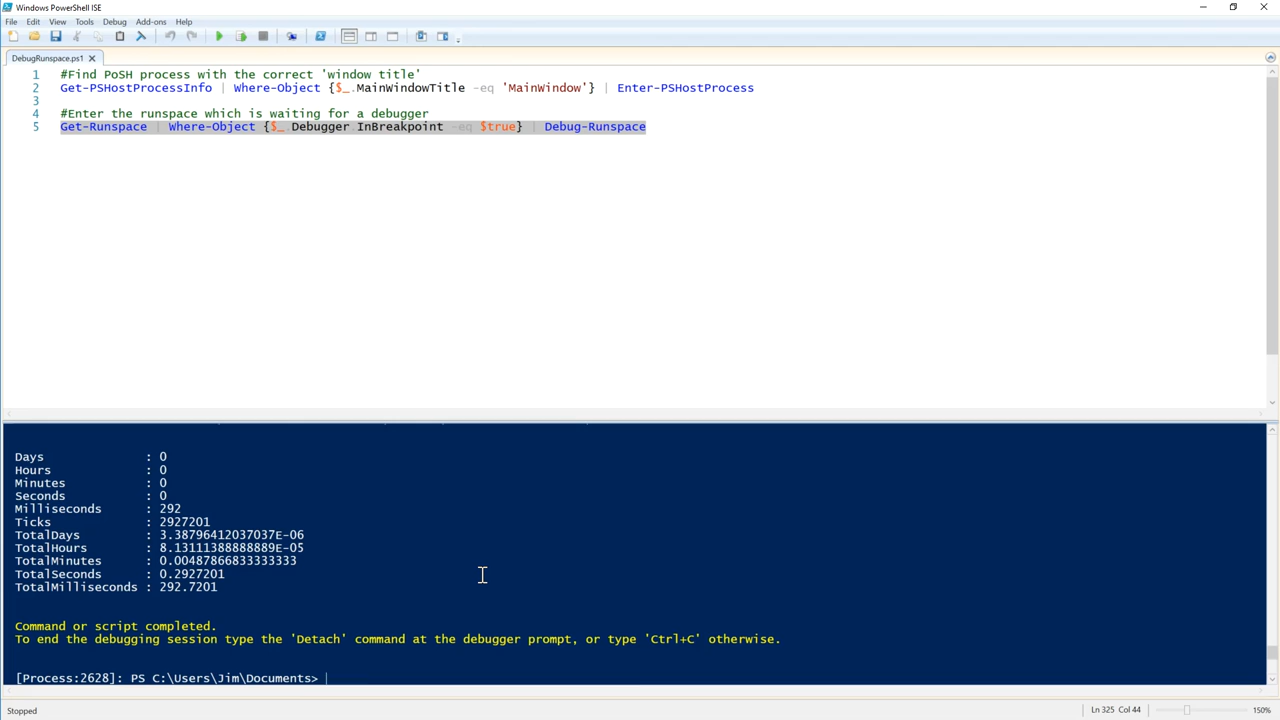 Windows PowerShell ISE
File Edit View Tools Debug Add-ons Help
DebugRunspace.ps1
1 #Find PoSH process with the correct 'window title'
2 Get-PSHostProcessInfo | Where-Object {$_.MainWindowTitle -eq 'MainWindow'} | Enter-PSHostProcess
3
4 #Enter the runspace which is waiting for a debugger
5 Get-Runspace | Where-Object {$_.Debugger.InBreakpoint -eq $true} | Debug-Runspace
Days : 0
Hours : 0
Minutes : 0
Seconds : 0
Milliseconds : 292
Ticks : 2927201
TotalDays : 3.38796412037037E-06
TotalHours : 8.13111388888889E-05
TotalMinutes : 0.00487866833333333
TotalSeconds : 0.2927201
TotalMilliseconds : 292.7201
Command or script completed.
To end the debugging session type the 'Detach' command at the debugger prompt, or type 'Ctrl+C' otherwise.
[Process:2628]: PS C:\Users\Jim\Documents>
Stopped
Ln 325 Col 44
150%